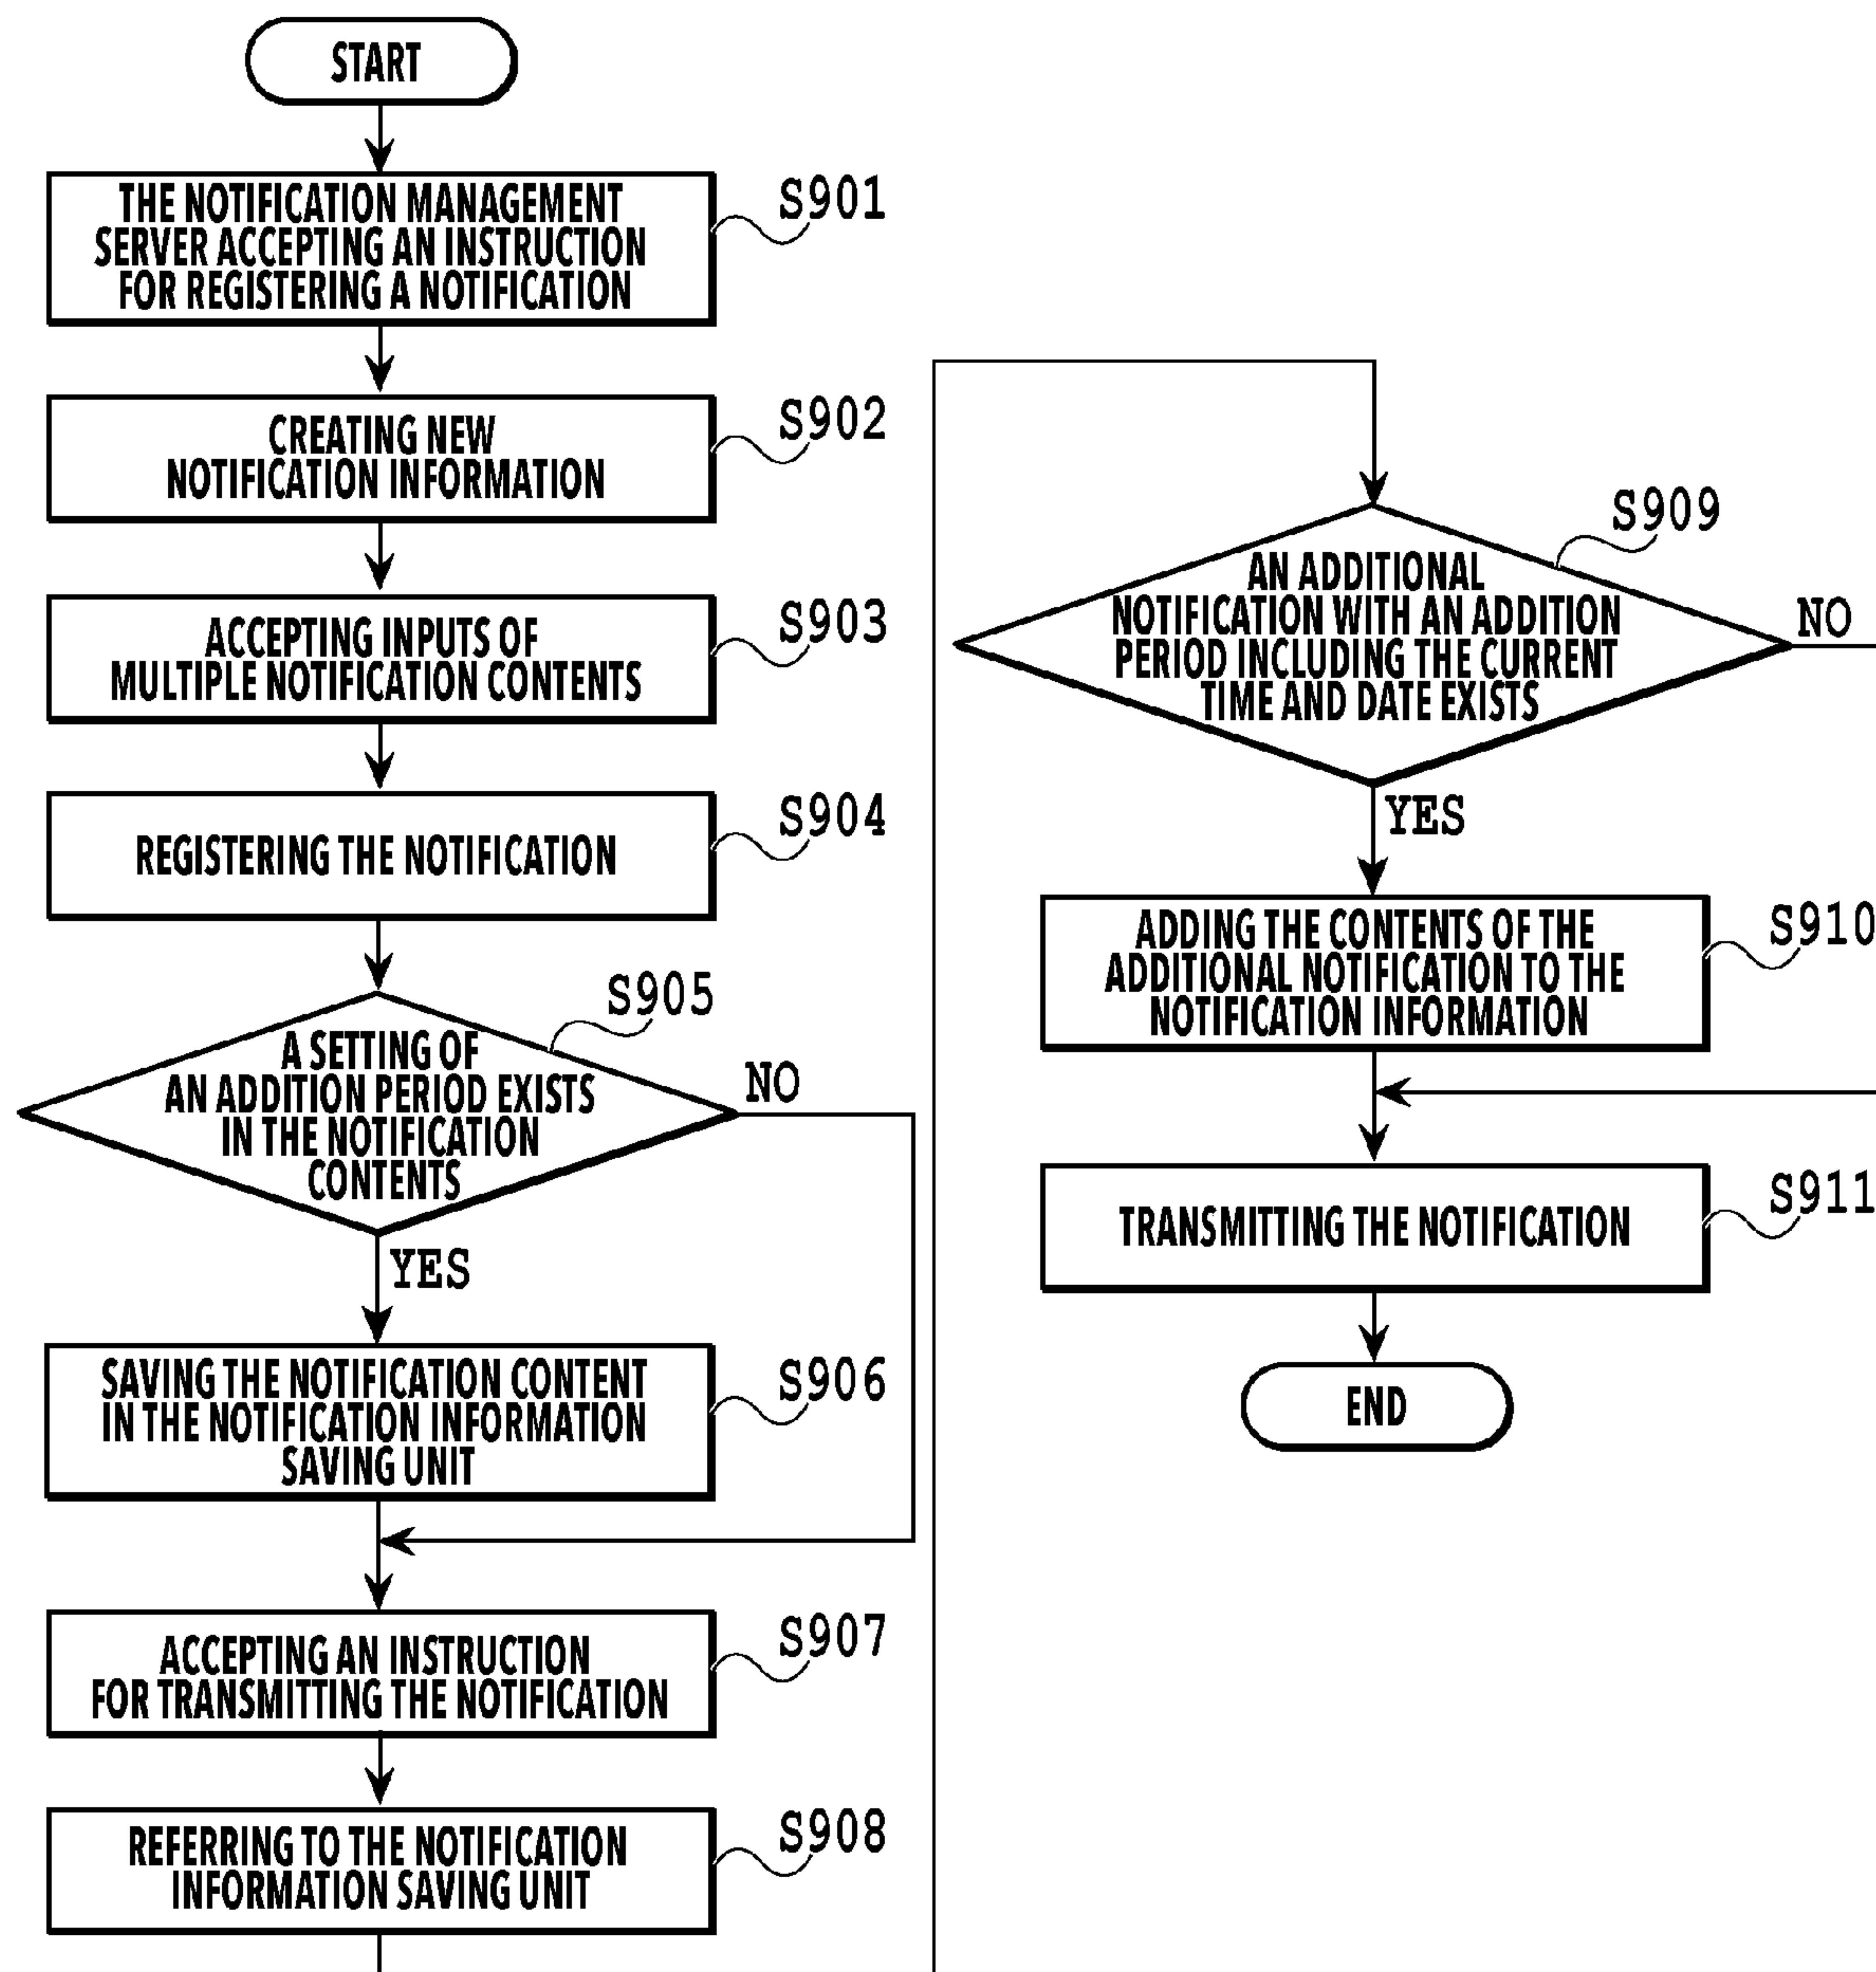 START
THE NOTIFICATION MANAGEMENT
SERVER ACCEPTING AN INSTRUCTION
FOR REGISTERING A NOTIFICATION
S901
CREATING NEW
NOTIFICATION INFORMATION
S902
ACCEPTING INPUTS OF
MULTIPLE NOTIFICATION CONTENTS
S903
REGISTERING THE NOTIFICATION
S904
A SETTING OF
AN ADDITION PERIOD EXISTS
IN THE NOTIFICATION
CONTENTS
S905
NO
YES
SAVING THE NOTIFICATION CONTENT
IN THE NOTIFICATION INFORMATION
SAVING UNIT
S906
ACCEPTING AN INSTRUCTION
FOR TRANSMITTING THE NOTIFICATION
S907
REFERRING TO THE NOTIFICATION
INFORMATION SAVING UNIT
S908
AN ADDITIONAL
NOTIFICATION WITH AN ADDITION
PERIOD INCLUDING THE CURRENT
TIME AND DATE EXISTS
S909
NO
YES
ADDING THE CONTENTS OF THE
ADDITIONAL NOTIFICATION TO THE
NOTIFICATION INFORMATION
S910
TRANSMITTING THE NOTIFICATION
S911
END